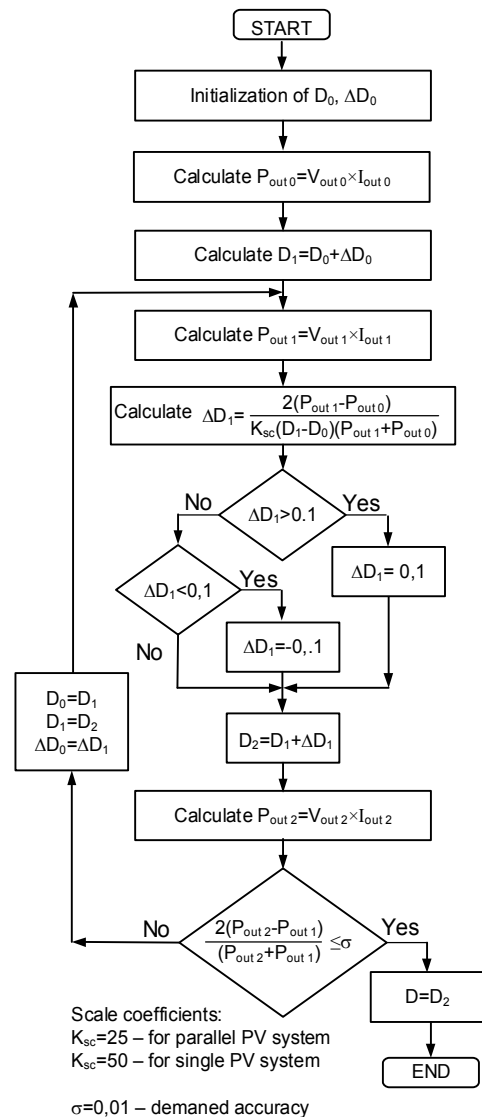 START
Initialization of D₀, ΔD₀
Calculate Pout 0=Vout 0×Iout 0
Calculate D₁=D₀+ΔD₀
Calculate Pout 1=Vout 1×Iout 1
Calculate ΔD₁= 2(Pout 1-Pout 0) / Ksc(D₁-D₀)(Pout 1+Pout 0)
No
Yes
ΔD₁>0.1
ΔD₁= 0,1
ΔD₁<0,1
Yes
No
ΔD₁=-0,.1
D₀=D₁
D₁=D₂
ΔD₀=ΔD₁
D₂=D₁+ΔD₁
Calculate Pout 2=Vout 2×Iout 2
No
2(Pout 2-Pout 1) / (Pout 2+Pout 1) ≤σ
Yes
D=D₂
END
Scale coefficients:
Ksc=25 – for parallel PV system
Ksc=50 – for single PV system
σ=0,01 – demaned accuracy